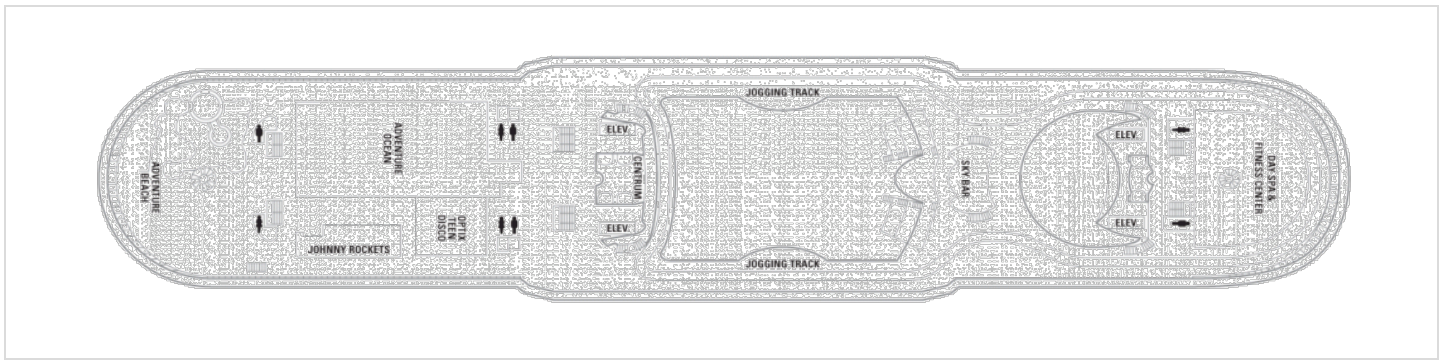 ADVENTURE
BEACH
ADVENTURE
OCEAN
JOHNNY ROCKETS
OPTIX
TEEN
DISCO
ELEV.
CENTRUM
ELEV.
JOGGING TRACK
JOGGING TRACK
SKY BAR
ELEV.
ELEV.
DAY SPA &
FITNESS CENTER